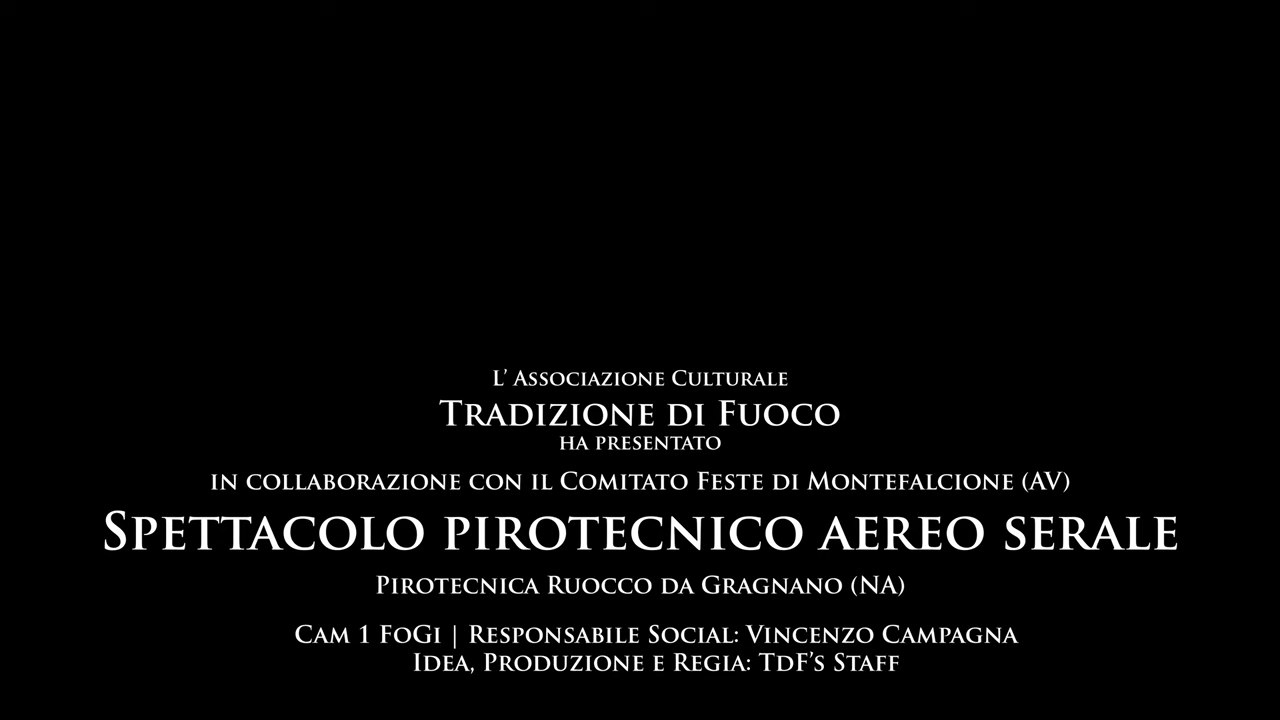 L' Associazione Culturale
Tradizione di Fuoco
ha presentato
in collaborazione con il Comitato Feste di Montefalcione (AV)
Spettacolo pirotecnico aereo serale
Pirotecnica Ruocco da Gragnano (NA)
Cam 1 FoGi | Responsabile Social: Vincenzo Campagna
Idea, Produzione e Regia: TdF's Staff